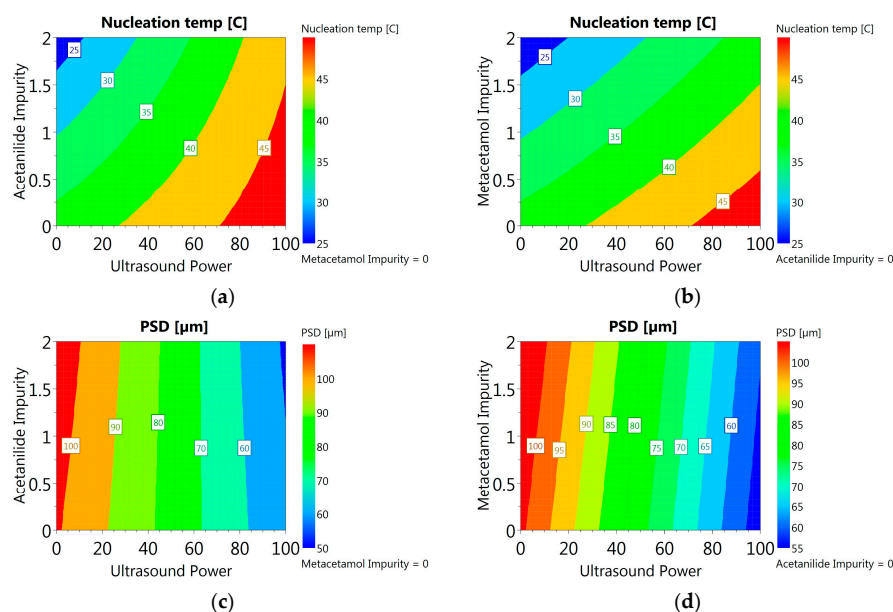 Nucleation temp [C]
Nucleation temp [C]
Acetanilide Impurity
2
1.5
1
0.5
0
25
30
35
40
45
0 20 40 60 80 100
Ultrasound Power
45
40
35
30
25
Metacetamol Impurity = 0
(a)
Nucleation temp [C]
Nucleation temp [C]
Metacetamol Impurity
2
1.5
1
0.5
0
25
30
35
40
45
0 20 40 60 80 100
Ultrasound Power
45
40
35
30
25
Acetanilide Impurity = 0
(b)
PSD [µm]
PSD [µm]
Acetanilide Impurity
2
1.5
1
0.5
0
100
90
80
70
60
0 20 40 60 80 100
Ultrasound Power
100
90
80
70
60
50
Metacetamol Impurity = 0
(c)
PSD [µm]
PSD [µm]
Metacetamol Impurity
2
1.5
1
0.5
0
100
95
90
85
80
75
70
65
60
0 20 40 60 80 100
Ultrasound Power
100
95
90
85
80
75
70
65
60
55
Acetanilide Impurity = 0
(d)